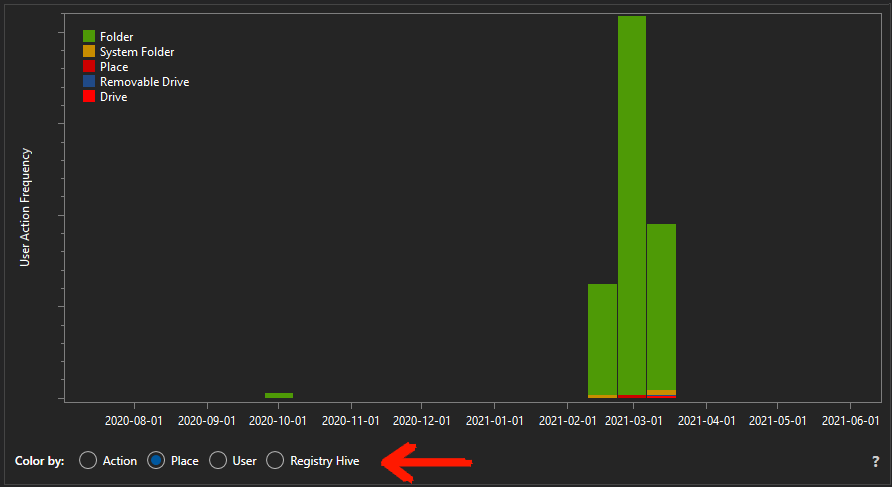 Folder
System Folder
Place
Removable Drive
Drive
User Action Frequency
2020-08-01 2020-09-01 2020-10-01 2020-11-01 2020-12-01 2021-01-01 2021-02-01 2021-03-01 2021-04-01 2021-05-01 2021-06-01
Color by: Action Place User Registry Hive ?